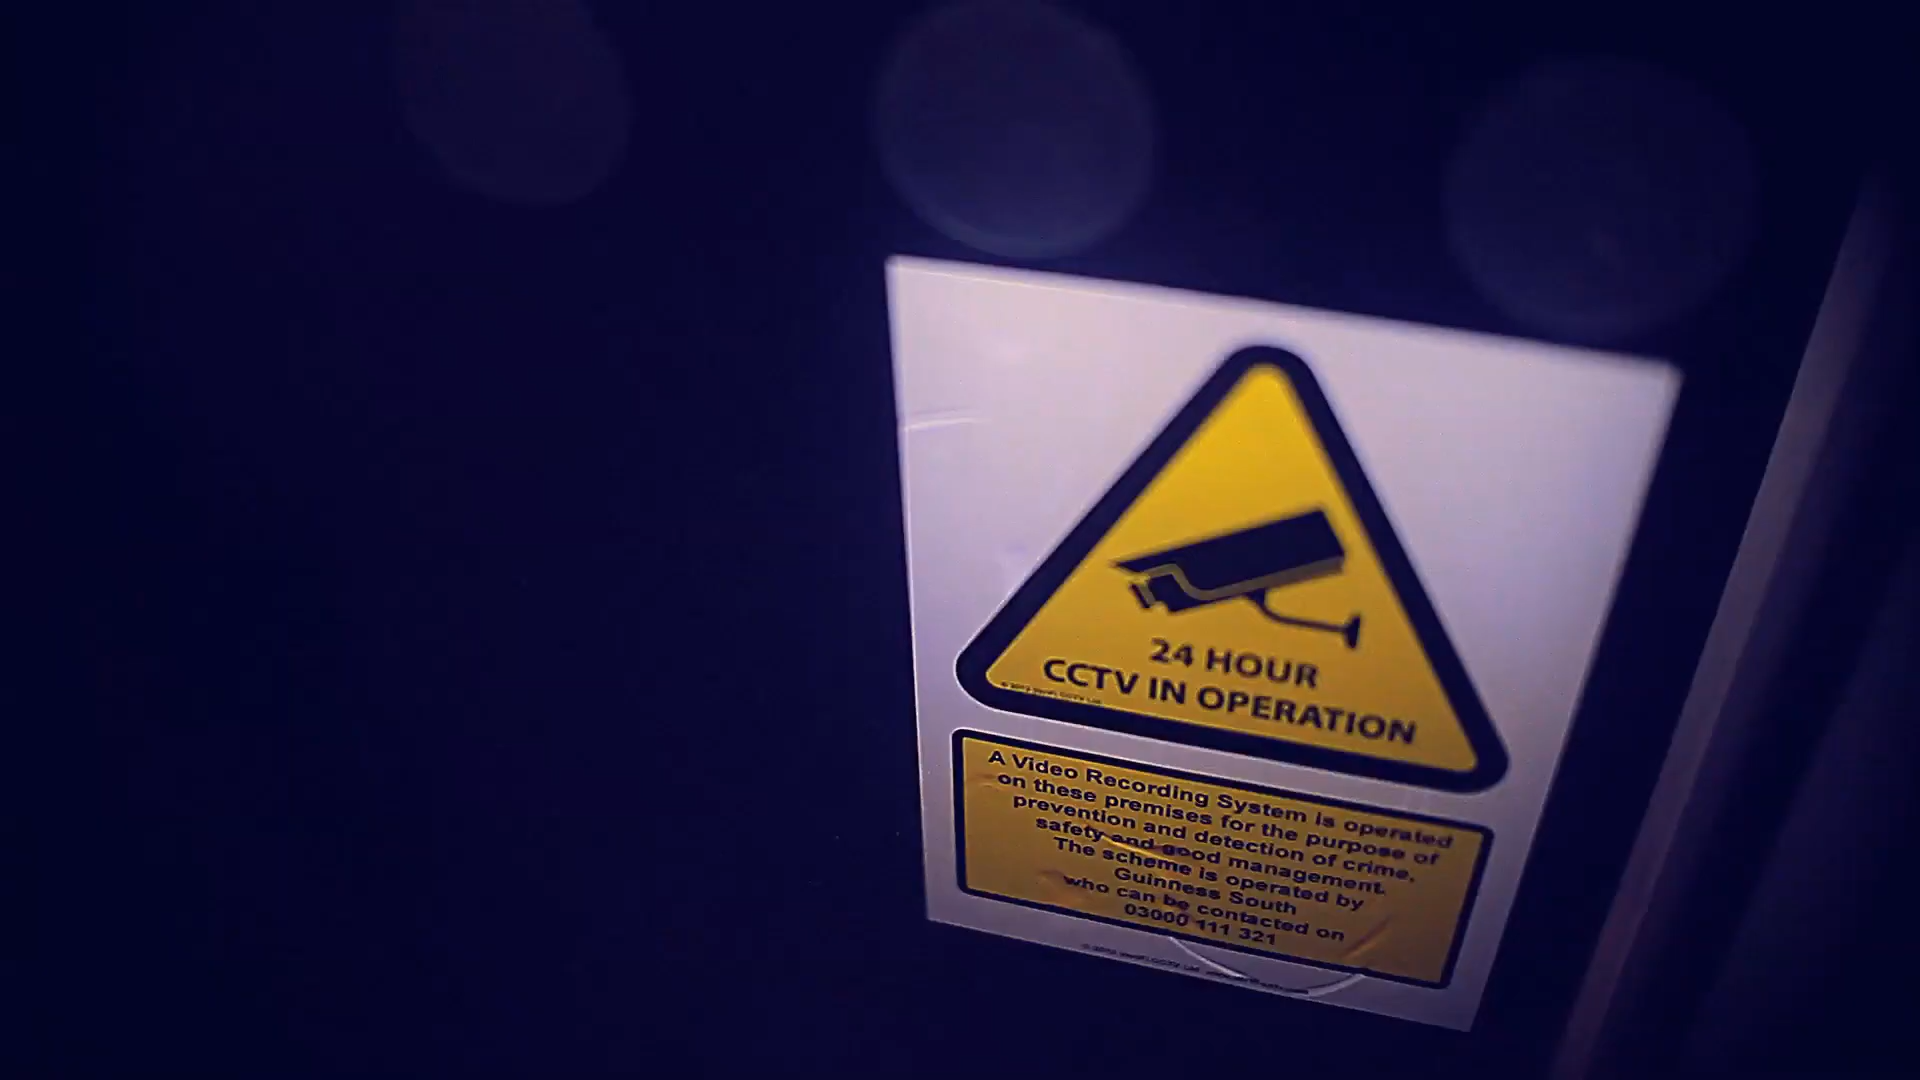 24 HOUR
CCTV IN OPERATION
A Video Recording System is operated
on these premises for the purpose of
prevention and detection of crime,
safety and good management.
The scheme is operated by
Guinness South
who can be contacted on
03000 111 321